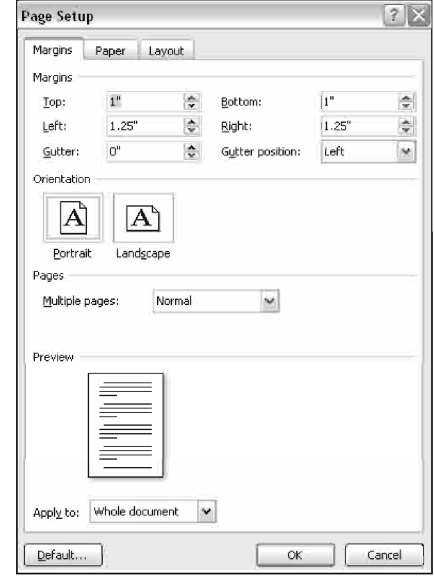 Page Setup
Margins Paper Layout
Margins
Top: 1" Bottom: 1"
Left: 1.25" Right: 1.25"
Gutter: 0" Gutter position: Left
Orientation
A A
Portrait Landscape
Pages
Multiple pages: Normal
Preview
Apply to: Whole document
Default... OK Cancel